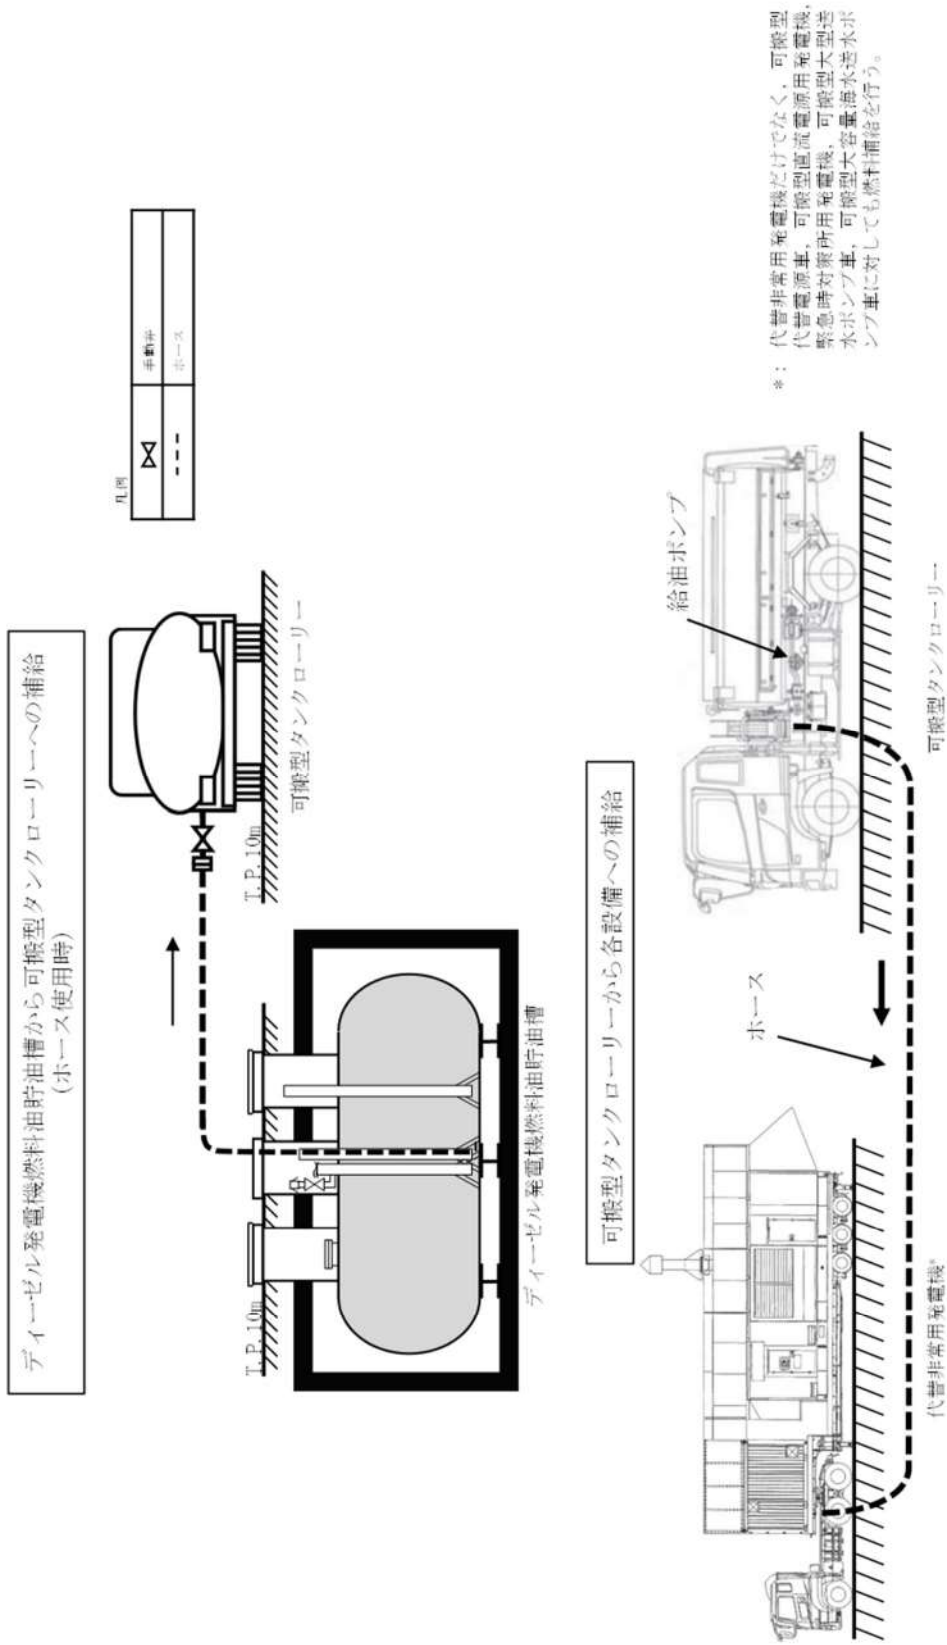 ディーゼル発電機燃料油貯油槽から可搬型タンクローリーへの補給
(ホース使用時)
凡例
手動弁
ホース
T.P.10m
T.P.10m
可搬型タンクローリー
ディーゼル発電機燃料油貯油槽
可搬型タンクローリーから各設備への補給
給油ポンプ
ホース
代替非常用発電機*
可搬型タンクローリー
*： 代替非常用発電機だけでなく，可搬型
代替電源車，可搬型直流電源用発電機，
緊急時対策所用発電機，可搬型大型送
水ポンプ車，可搬型大容量海水送水ポ
ンプ車に対しても燃料補給を行う。